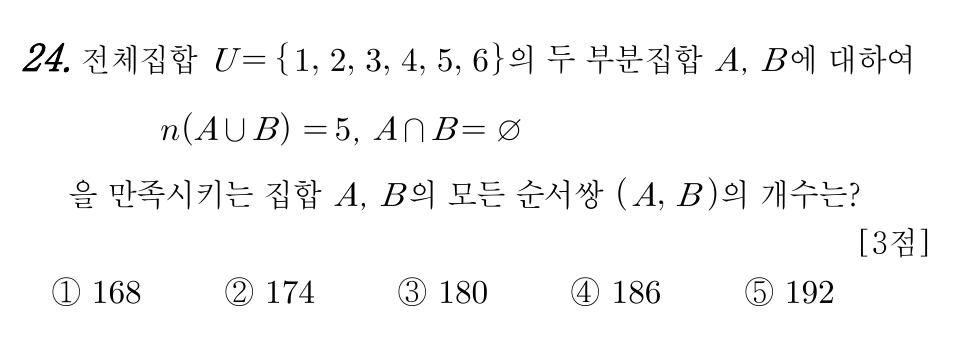 24. 전체집합 U={1, 2, 3, 4, 5, 6}의 두 부분집합 A, B에 대하여
n(A∪B)=5, A∩B=∅
을 만족시키는 집합 A, B의 모든 순서쌍 (A, B)의 개수는?
[3점]
① 168 ② 174 ③ 180 ④ 186 ⑤ 192